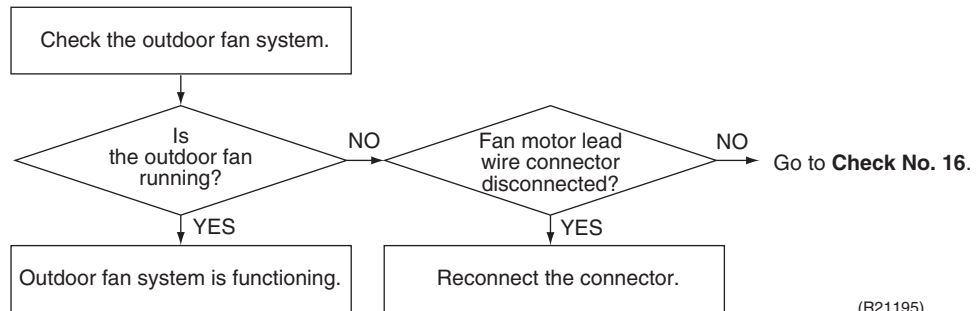 Check the outdoor fan system.
Is
the outdoor fan
running?
NO
Fan motor lead
wire connector
disconnected?
NO
Go to Check No. 16.
YES
YES
Outdoor fan system is functioning.
Reconnect the connector.
(R21195)